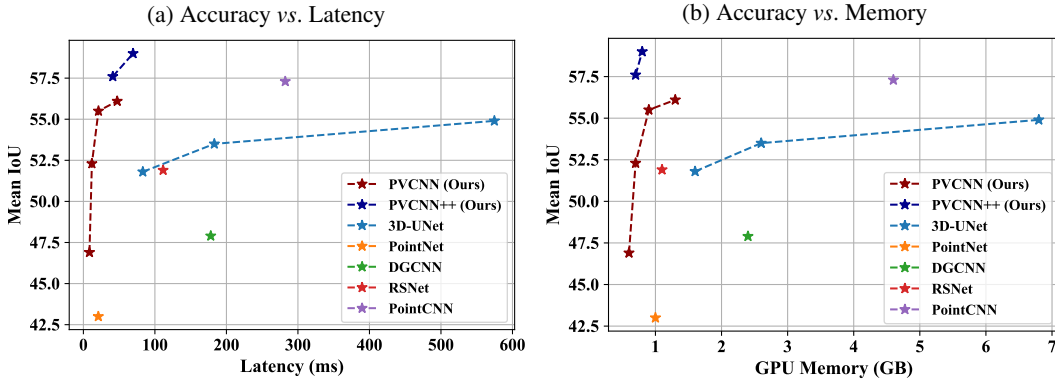 (a) Accuracy vs. Latency
Mean IoU
57.5
55.0
52.5
50.0
47.5
45.0
42.5
0 100 200 300 400 500 600
Latency (ms)
PVCNN (Ours)
PVCNN++ (Ours)
3D-UNet
PointNet
DGCNN
RSNet
PointCNN
(b) Accuracy vs. Memory
Mean IoU
57.5
55.0
52.5
50.0
47.5
45.0
42.5
1 2 3 4 5 6 7
GPU Memory (GB)
PVCNN (Ours)
PVCNN++ (Ours)
3D-UNet
PointNet
DGCNN
RSNet
PointCNN